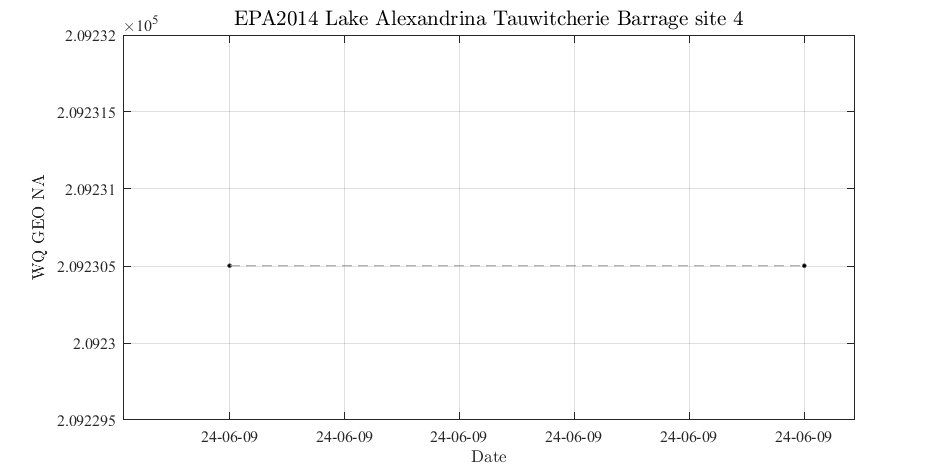 EPA2014 Lake Alexandrina Tauwitcherie Barrage site 4
×10⁵
2.09232
2.092315
2.09231
2.092305
2.0923
2.092295
WQ GEO NA
24-06-09 24-06-09 24-06-09 24-06-09 24-06-09 24-06-09
Date